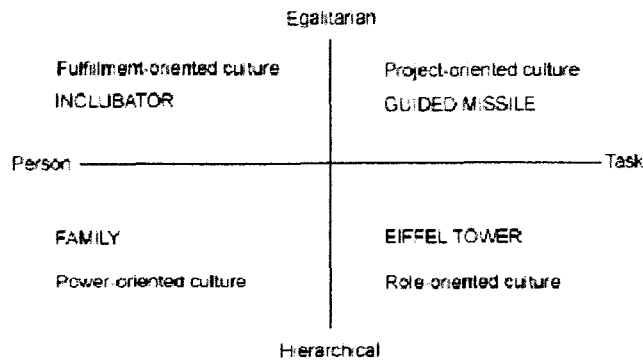 Egalitarian
Fulfillment-oriented culture
Project-oriented culture
INCLUBATOR
GUIDED MISSILE
Person
Task
FAMILY
EIFFEL TOWER
Power-oriented culture
Role-oriented culture
Hierarchical